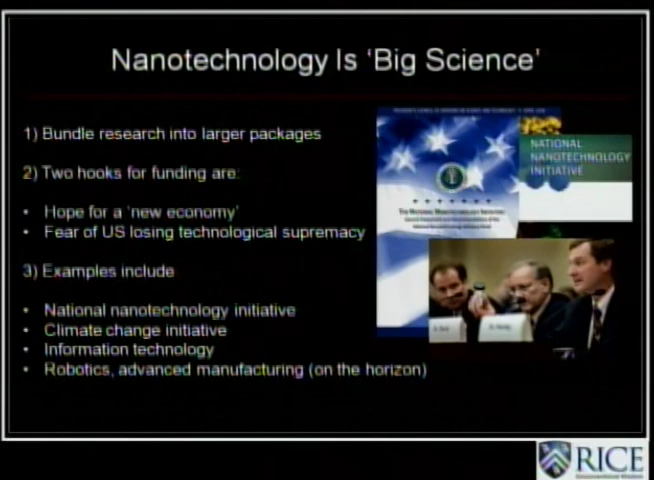 Nanotechnology Is 'Big Science'
1) Bundle research into larger packages
2) Two hooks for funding are:
• Hope for a 'new economy'
• Fear of US losing technological supremacy
3) Examples include
• National nanotechnology initiative
• Climate change initiative
• Information technology
• Robotics, advanced manufacturing (on the horizon)
NATIONAL
NANOTECHNOLOGY
INITIATIVE
THE NATIONAL NANOTECHNOLOGY INITIATIVE:
RICE